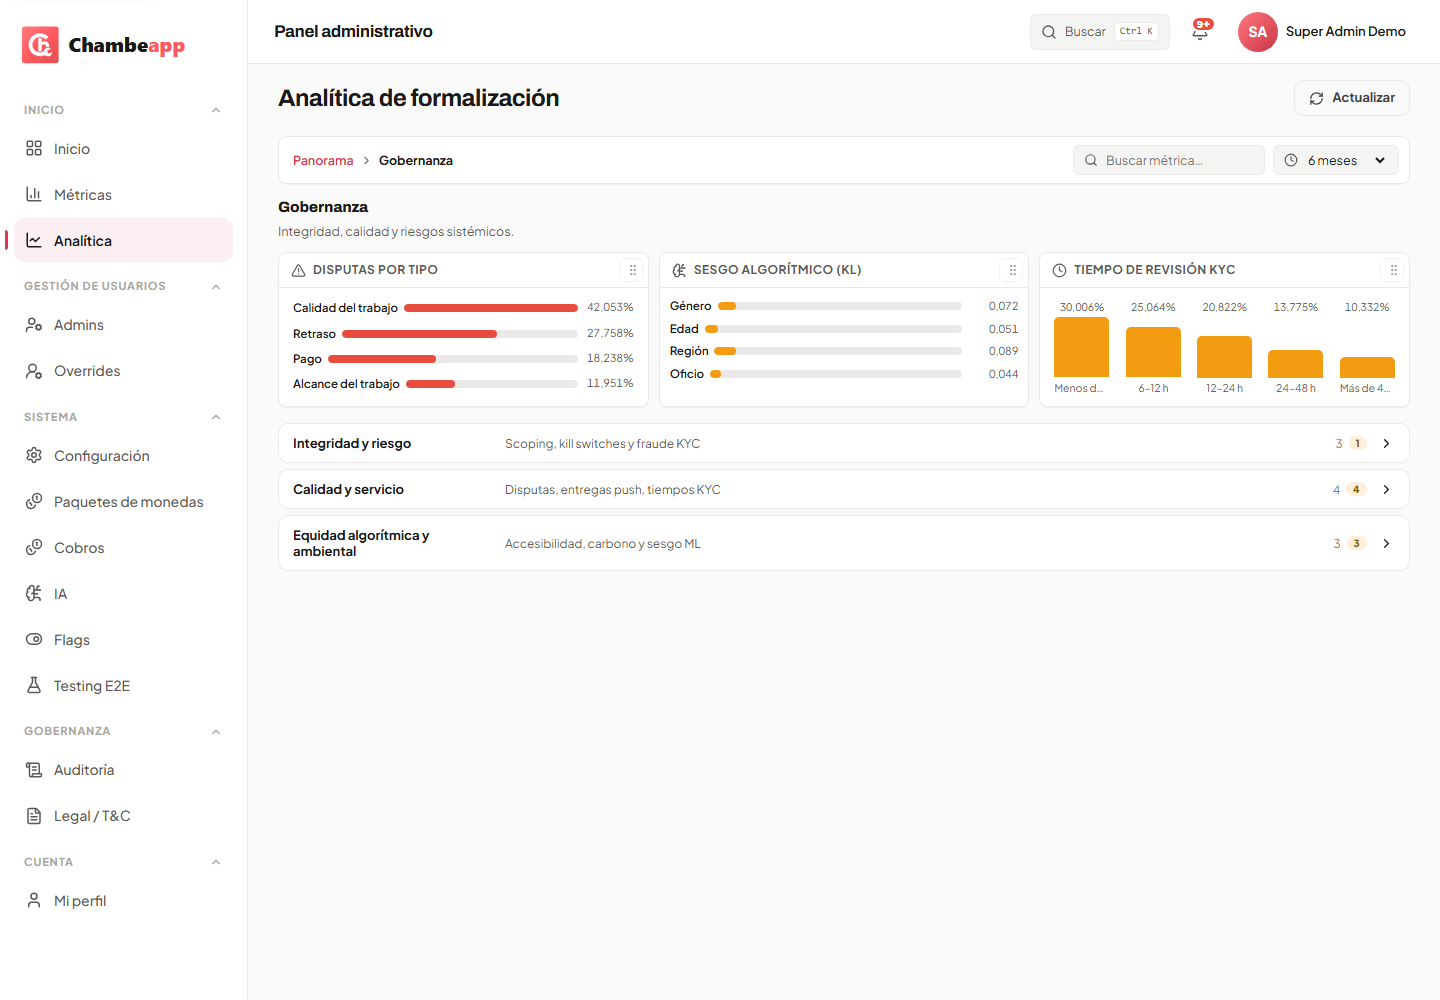 Chambeapp
INICIO
Inicio
Métricas
Analítica
GESTIÓN DE USUARIOS
Admins
Overrides
SISTEMA
Configuración
Paquetes de monedas
Cobros
IA
Flags
Testing E2E
GOBERNANZA
Auditoría
Legal / T&C
CUENTA
Mi perfil
Panel administrativo
Buscar Ctrl K
9+
SA
Super Admin Demo
Analítica de formalización
Actualizar
Panorama > Gobernanza
Buscar métrica...
6 meses
Gobernanza
Integridad, calidad y riesgos sistémicos.
DISPUTAS POR TIPO
Calidad del trabajo 42,053%
Retraso 27,758%
Pago 18,238%
Alcance del trabajo 11,951%
SESGO ALGORÍTMICO (KL)
Género 0,072
Edad 0,051
Región 0,089
Oficio 0,044
TIEMPO DE REVISIÓN KYC
30,006% 25,064% 20,822% 13,775% 10,332%
Menos d... 6–12 h 12–24 h 24–48 h Más de 4...
Integridad y riesgo Scoping, kill switches y fraude KYC 3 1
Calidad y servicio Disputas, entregas push, tiempos KYC 4 4
Equidad algorítmica y
ambiental
Accesibilidad, carbono y sesgo ML 3 3